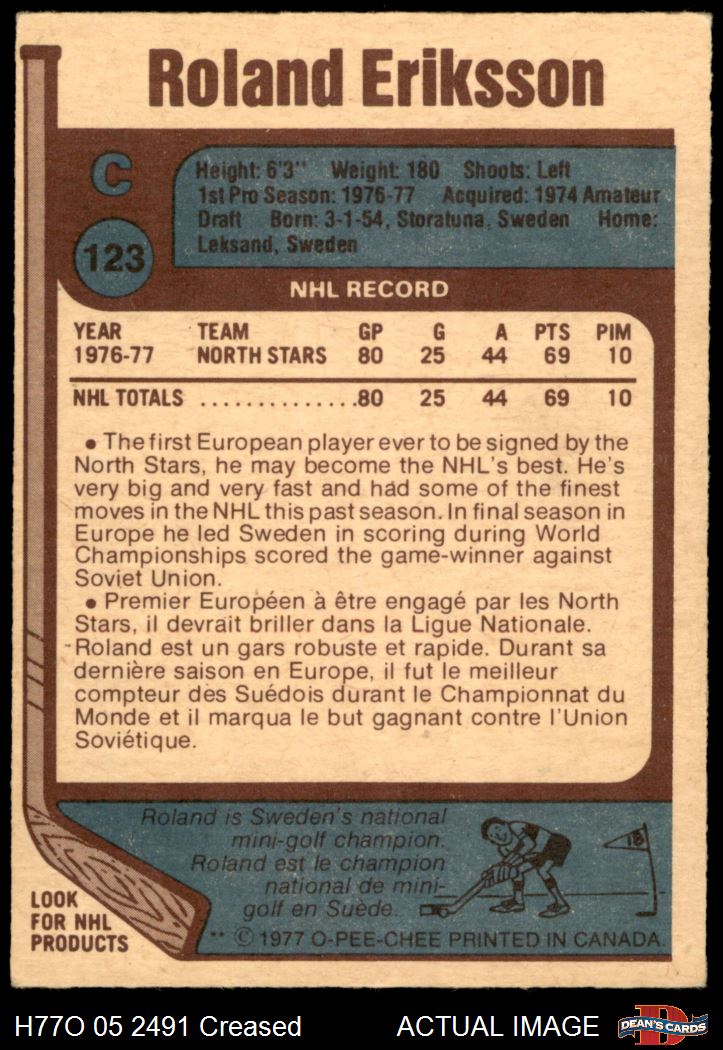 Roland Eriksson
C
123
Height: 6'3" Weight: 180 Shoots: Left
1st Pro Season: 1976-77 Acquired: 1974 Amateur
Draft Born: 3-1-54, Storatuna, Sweden Home:
Leksand, Sweden
NHL RECORD
YEAR TEAM GP G A PTS PIM
1976-77 NORTH STARS 80 25 44 69 10
NHL TOTALS ..............80 25 44 69 10
• The first European player ever to be signed by the
North Stars, he may become the NHL's best. He's
very big and very fast and had some of the finest
moves in the NHL this past season. In final season in
Europe he led Sweden in scoring during World
Championships scored the game-winner against
Soviet Union.
• Premier Européen à être engagé par les North
Stars, il devrait briller dans la Ligue Nationale.
Roland est un gars robuste et rapide. Durant sa
dernière saison en Europe, il fut le meilleur
compteur des Suédois durant le Championnat du
Monde et il marqua le but gagnant contre l'Union
Soviétique.
Roland is Sweden's national
mini-golf champion.
Roland est le champion
national de mini-
golf en Suède.
18
LOOK
FOR NHL
PRODUCTS
** © 1977 O-PEE-CHEE PRINTED IN CANADA.
H77O 05 2491 Creased ACTUAL IMAGE
D
DEAN'S CARDS